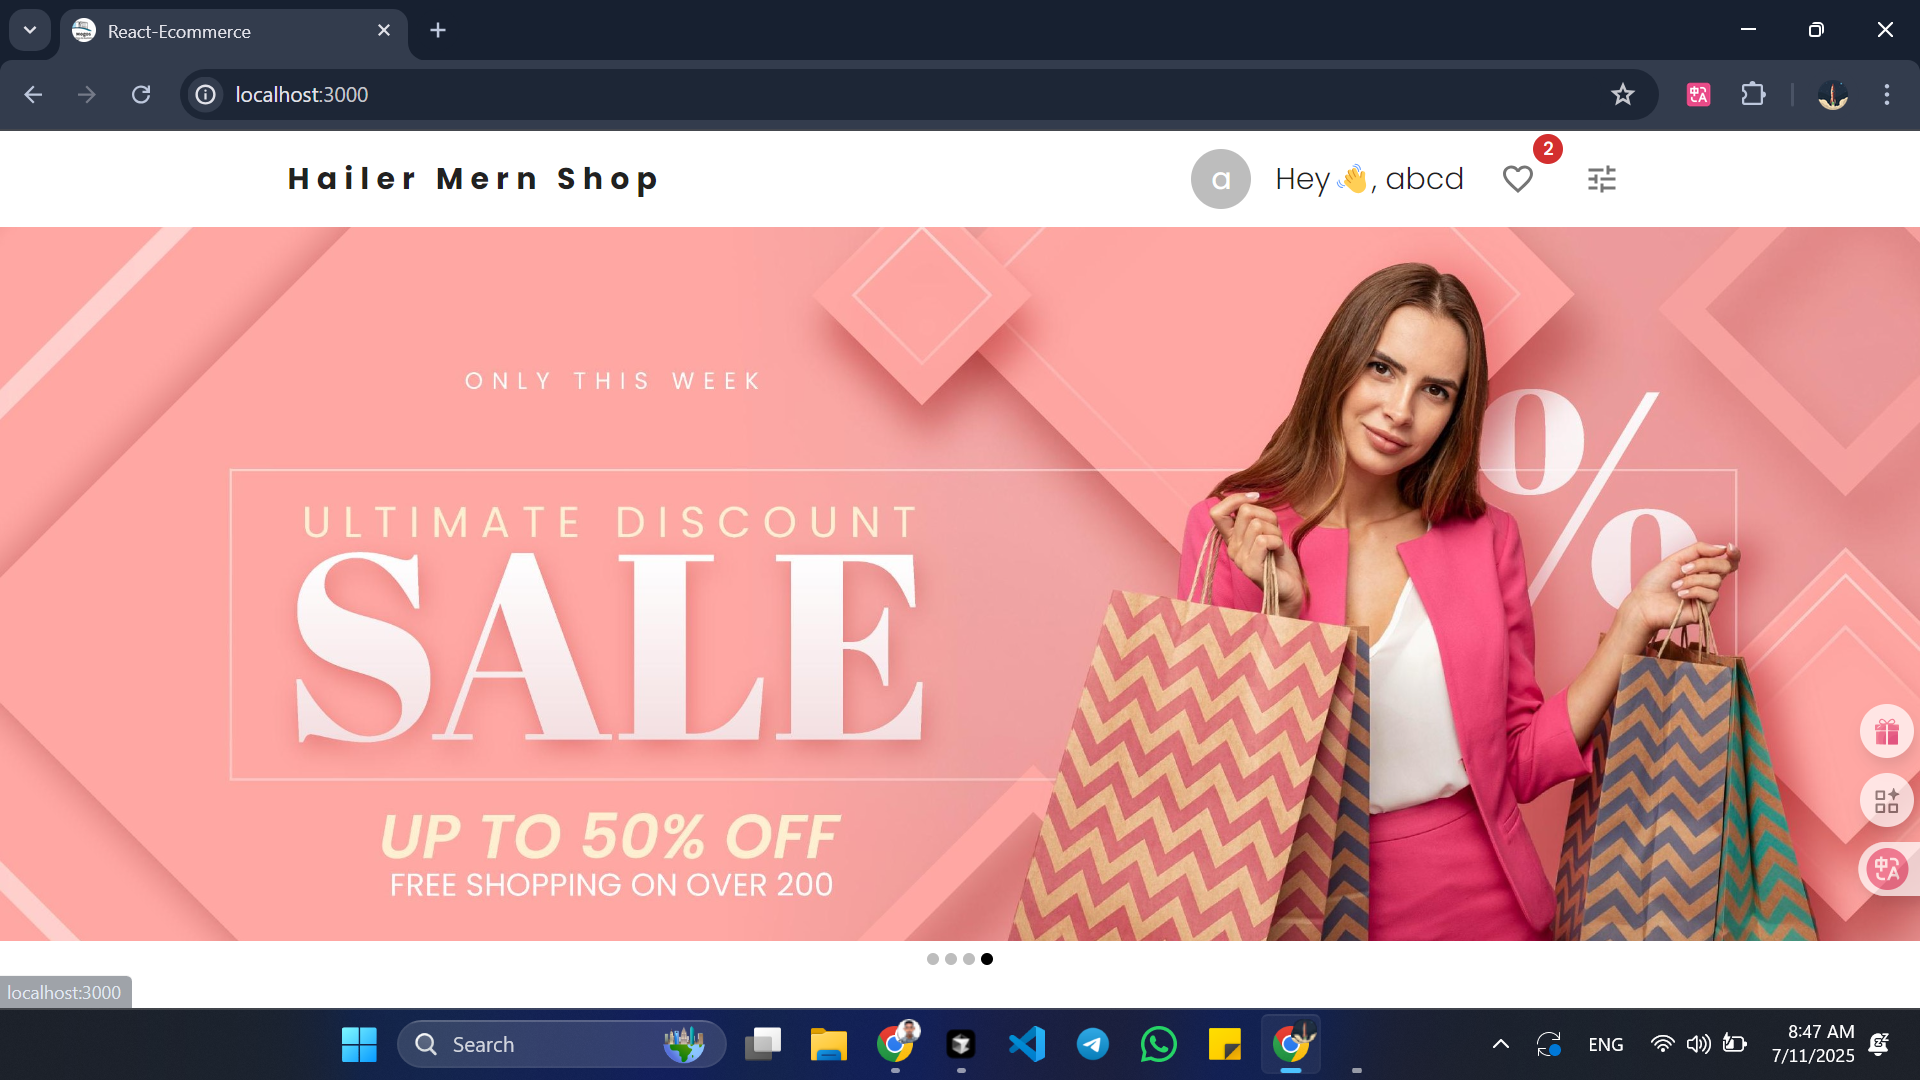 React-Ecommerce
localhost:3000
Hailer Mern Shop
a
Hey👋, abcd
2
ONLY THIS WEEK
ULTIMATE DISCOUNT
SALE
%
UP TO 50% OFF
FREE SHOPPING ON OVER 200
localhost:3000
Search
ENG
8:47 AM
7/11/2025